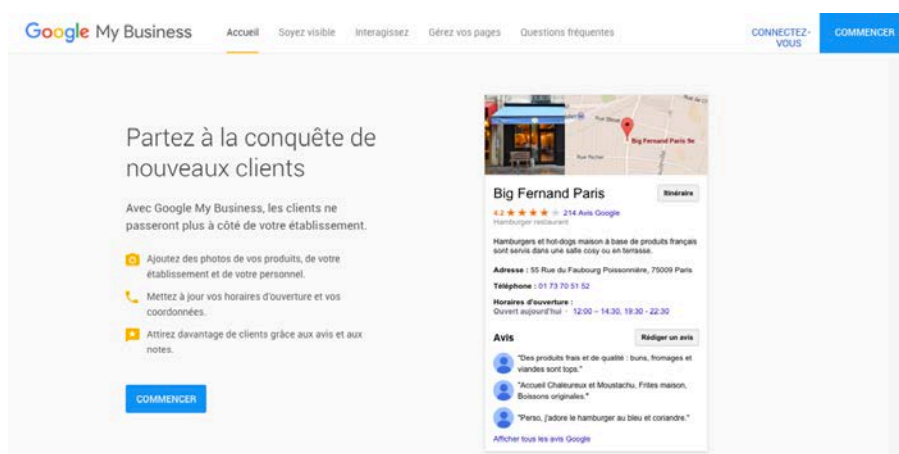 Google My Business
Accueil
Soyez visible
Interagissez
Gérez vos pages
Questions fréquentes
CONNECTEZ-
VOUS
COMMENCER
Partez à la conquête de
nouveaux clients
Avec Google My Business, les clients ne
passeront plus à côté de votre établissement.
Ajoutez des photos de vos produits, de votre
établissement et de votre personnel.
Mettez à jour vos horaires d'ouverture et vos
coordonnées.
Attirez davantage de clients grâce aux avis et aux
notes.
COMMENCER
Rue Bleue
Big Fernand Paris 9e
Rue Richer
Big Fernand Paris
Itinéraire
4.2 ★ ★ ★ ★ ★ 214 Avis Google
Hamburger restaurant
Hamburgers et hot-dogs maison à base de produits français
sont servis dans une salle cosy ou en terrasse.
Adresse : 55 Rue du Faubourg Poissonnière, 75009 Paris
Téléphone : 01 73 70 51 52
Horaires d'ouverture :
Ouvert aujourd'hui · 12:00 – 14:30, 19:30 - 22:30
Avis
Rédiger un avis
"Des produits frais et de qualité : buns, fromages et
viandes sont tops."
"Accueil Chaleureux et Moustachu, Frites maison,
Boissons originales."
"Perso, j'adore le hamburger au bleu et coriandre."
Afficher tous les avis Google